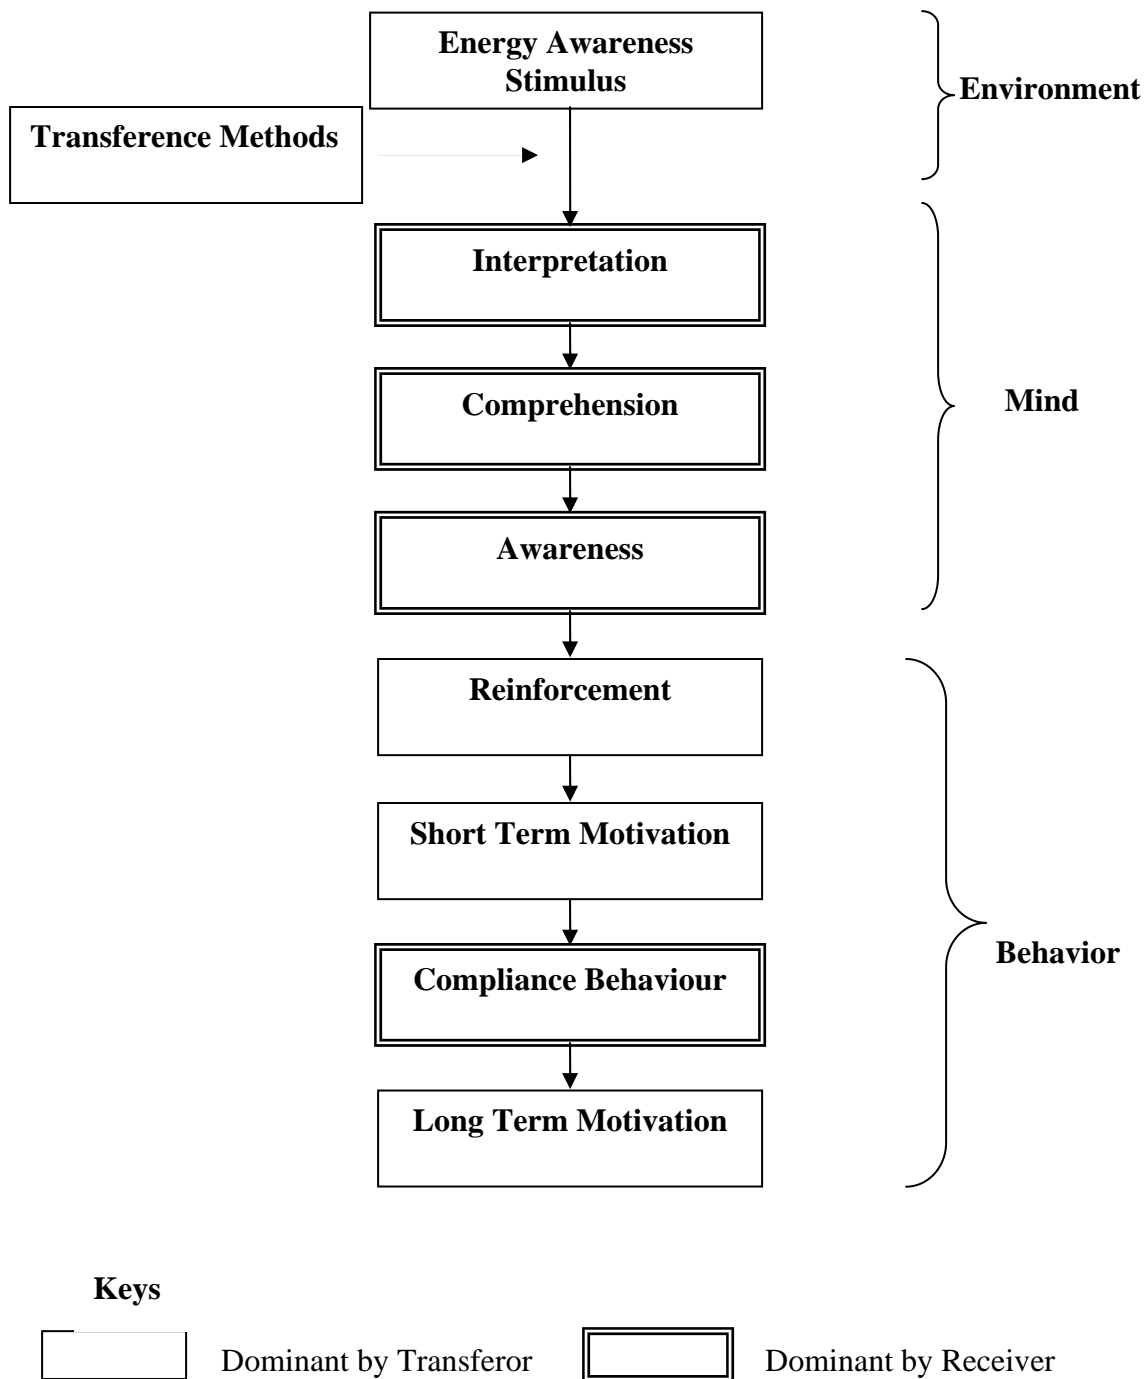 Energy Awareness
Stimulus
Environment
Transference Methods
Interpretation
Comprehension
Mind
Awareness
Reinforcement
Short Term Motivation
Behavior
Compliance Behaviour
Long Term Motivation
Keys
Dominant by Transferor
Dominant by Receiver